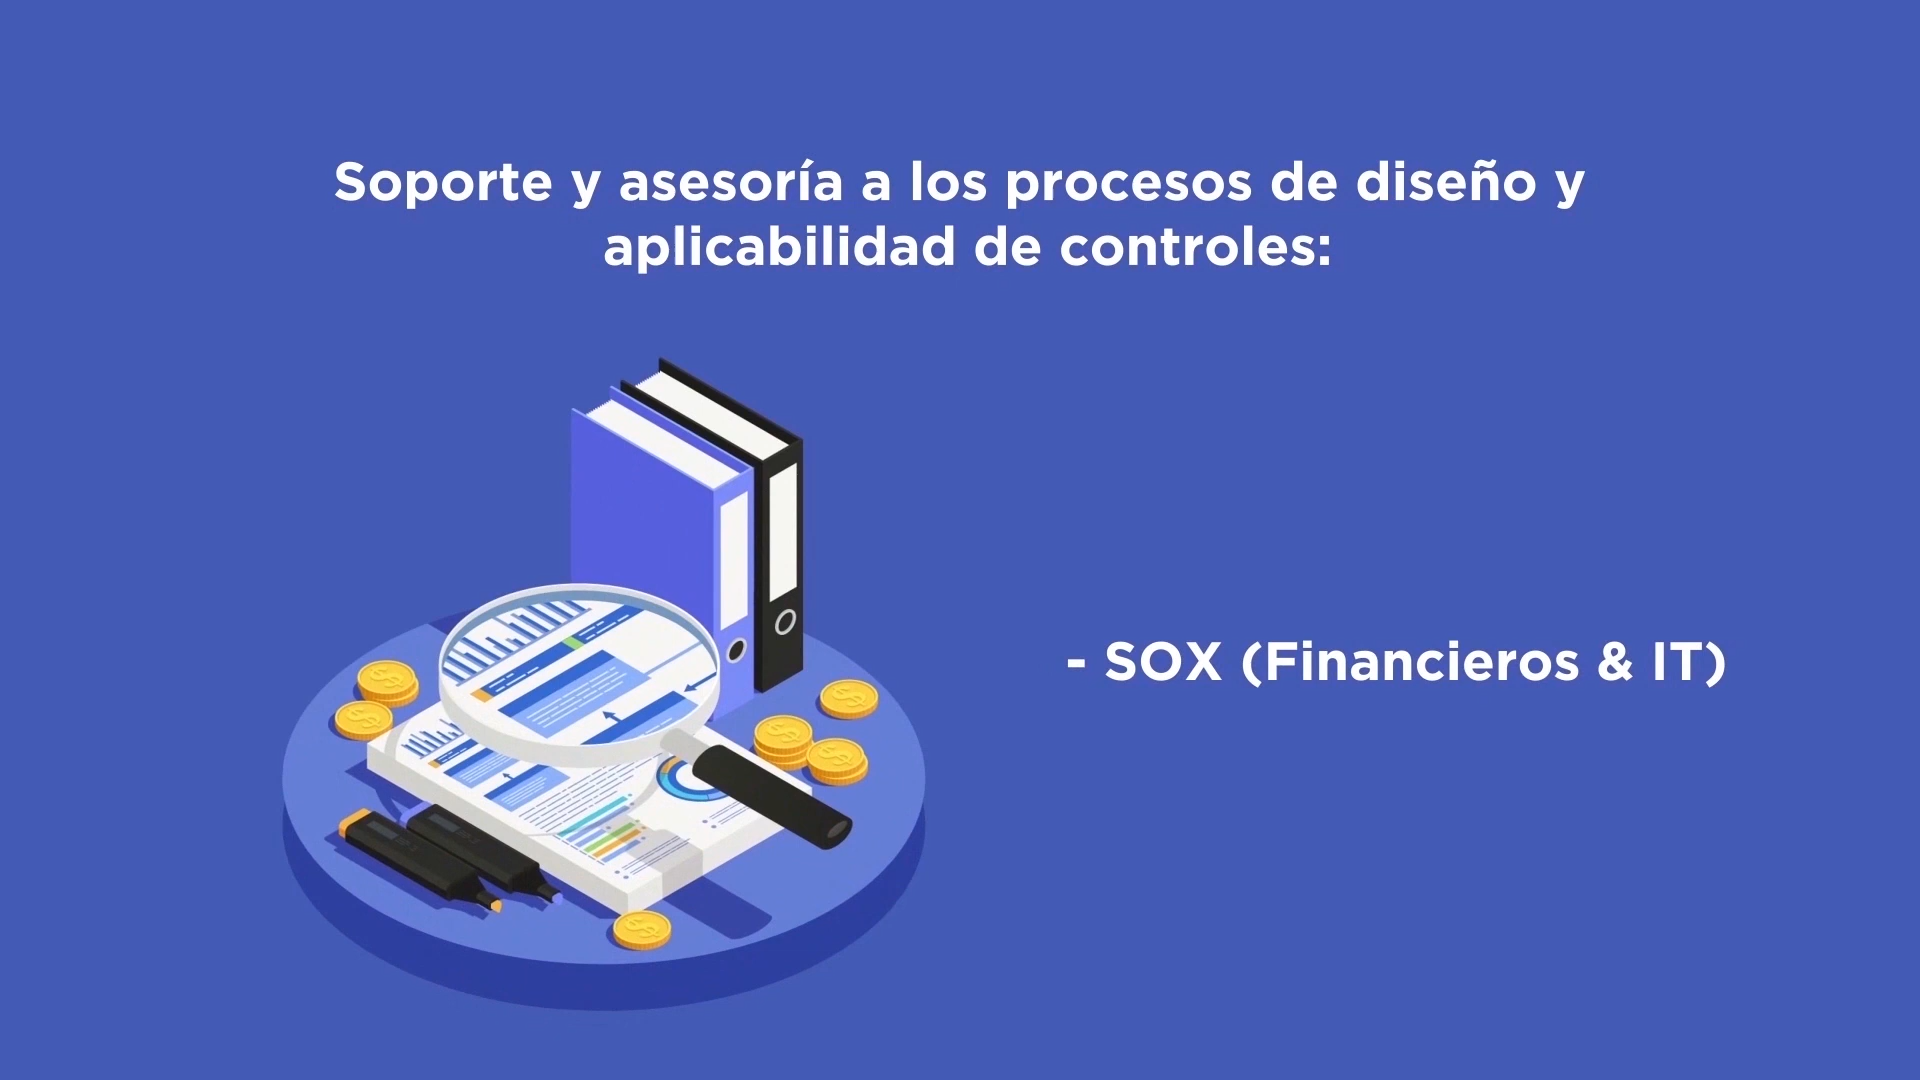 Soporte y asesoría a los procesos de diseño y
aplicabilidad de controles:
- SOX (Financieros & IT)